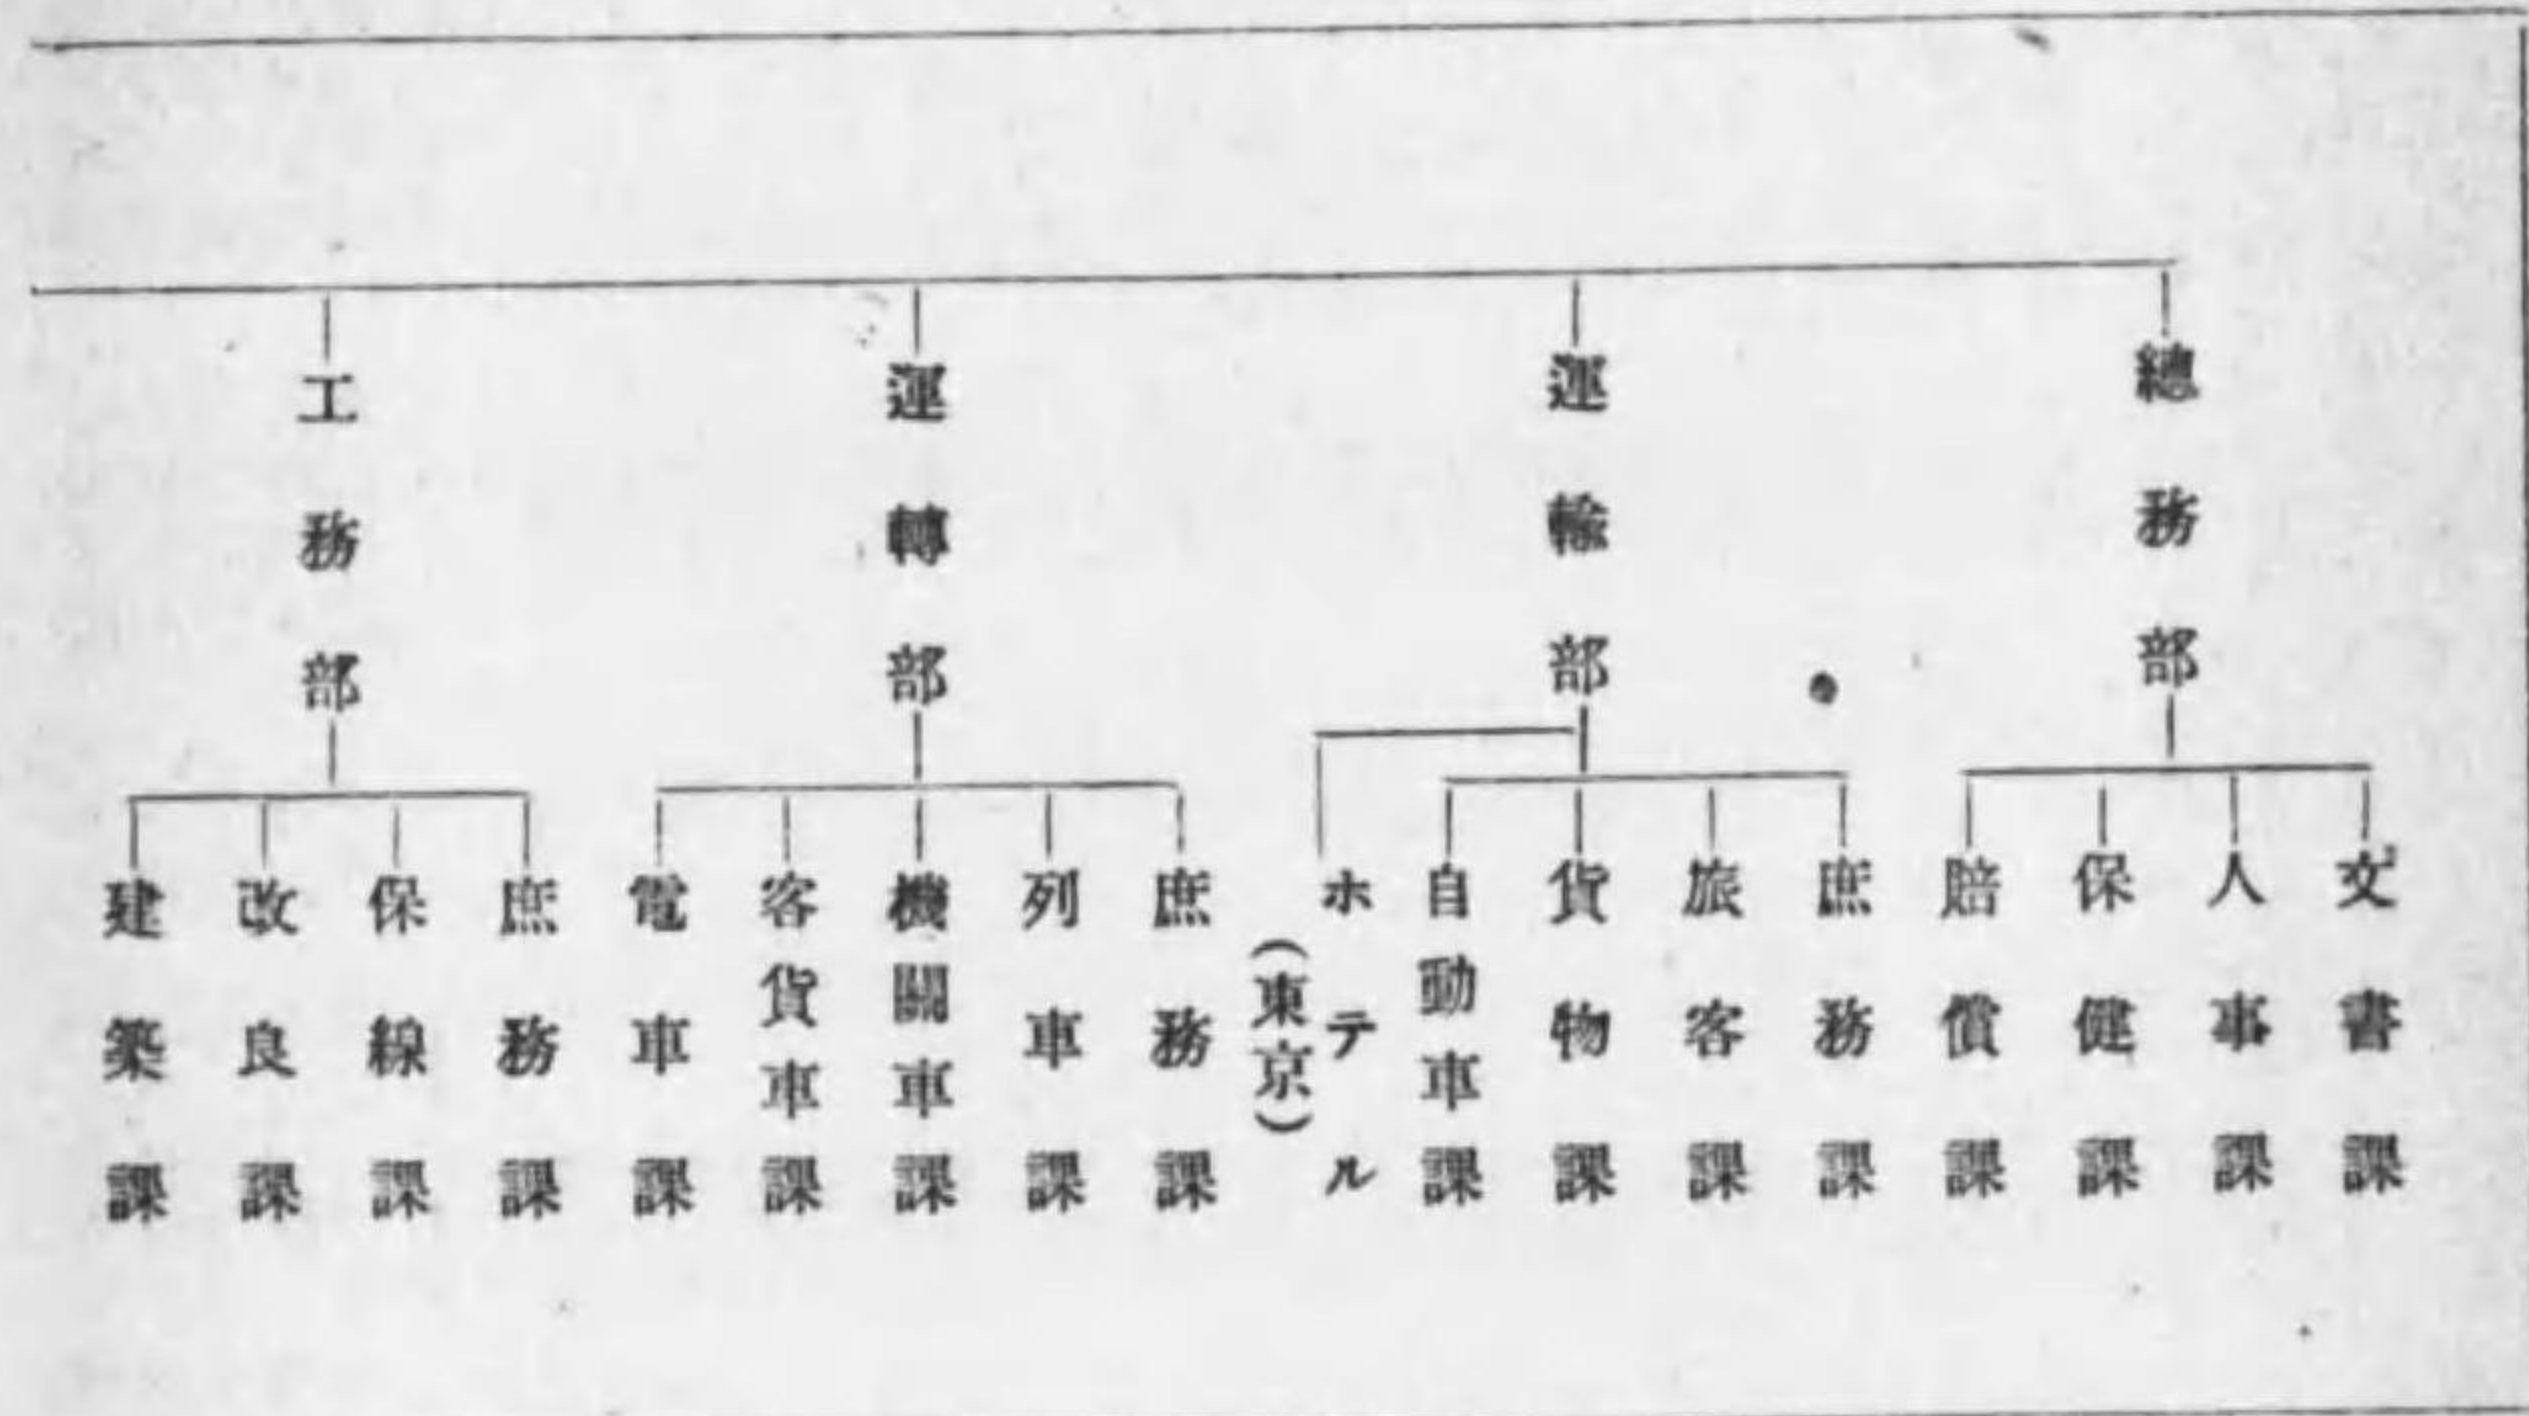 總務部
文書課
人事課
保健課
賠償課
運輸部
庶務課
旅客課
貨物課
自動車課
ホテル
(東京)
運轉部
庶務課
列車課
機關車課
客貨車課
電車課
工務部
庶務課
保線課
改良課
建築課